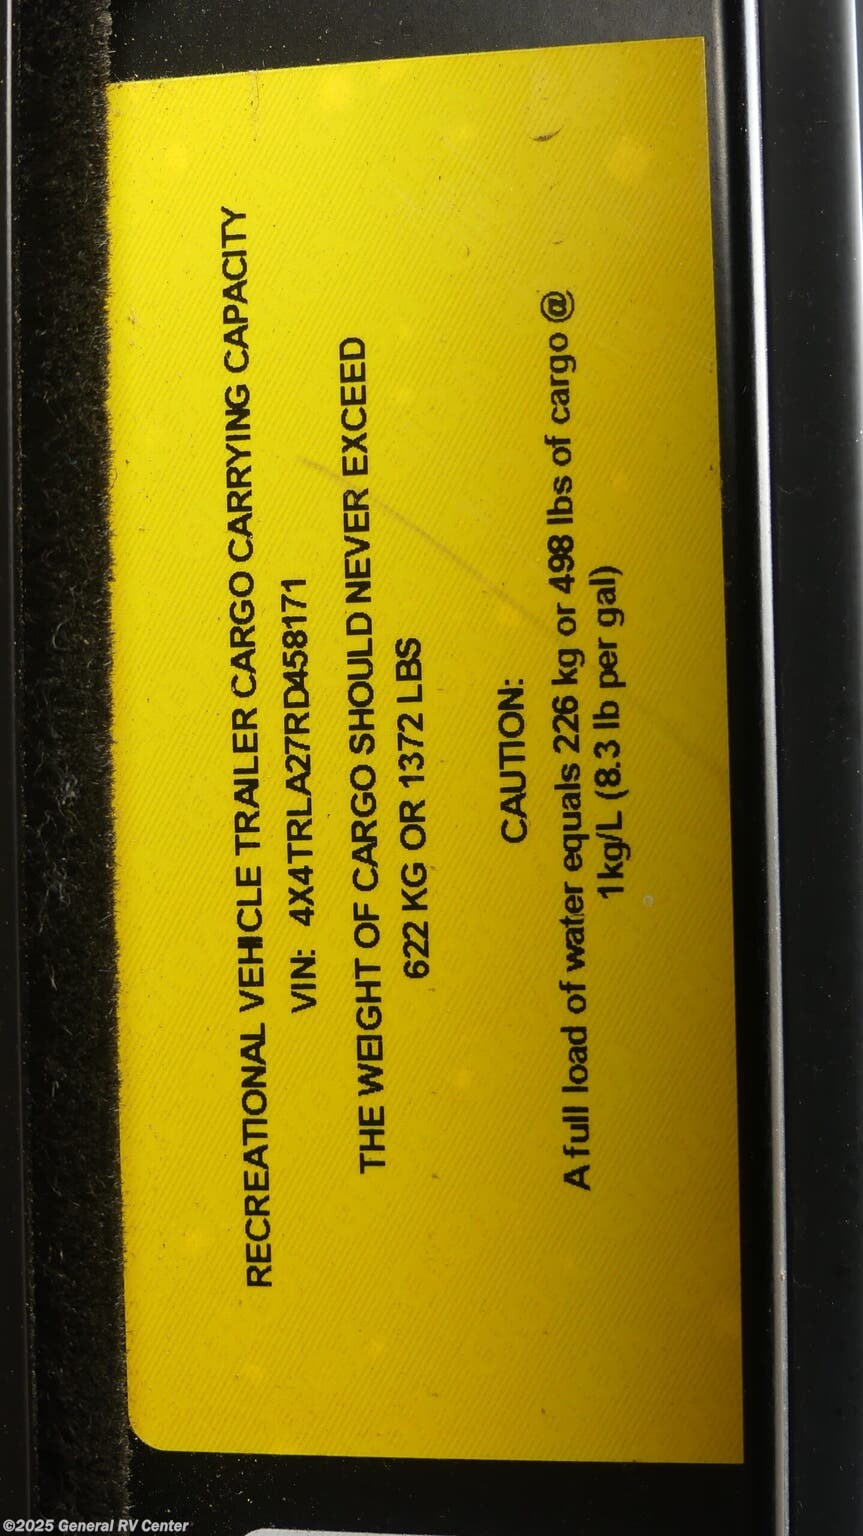 RECREATIONAL VEHICLE TRAILER CARGO CARRYING CAPACITY
VIN: 4X4TRLA27RD458171
THE WEIGHT OF CARGO SHOULD NEVER EXCEED
622 KG OR 1372 LBS
CAUTION:
A full load of water equals 226 kg or 498 lbs of cargo @
1kg/L (8.3 lb per gal)
©2025 General RV Center